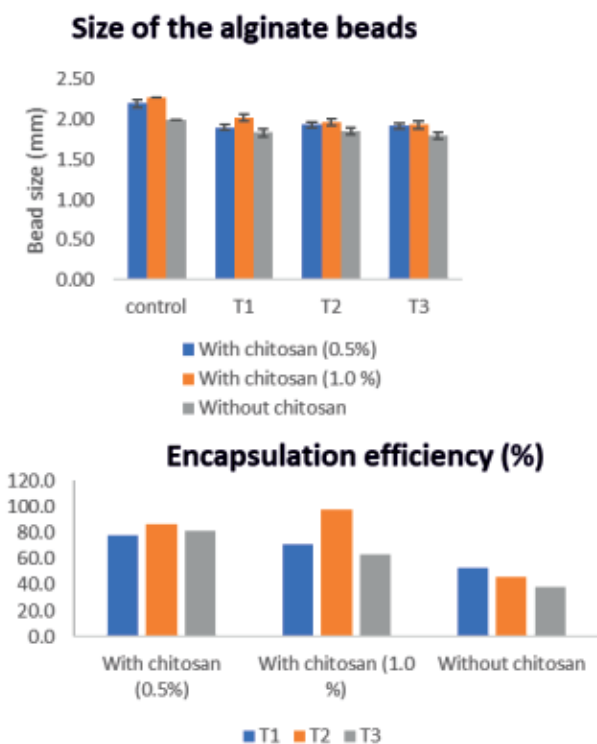 Size of the alginate beads
Bead size (mm)
2.50
2.00
1.50
1.00
0.50
0.00
control T1 T2 T3
With chitosan (0.5%)
With chitosan (1.0 %)
Without chitosan
Encapsulation efficiency (%)
120.0
100.0
80.0
60.0
40.0
20.0
0.0
With chitosan With chitosan (1.0 Without chitosan
(0.5%) %)
T1 T2 T3